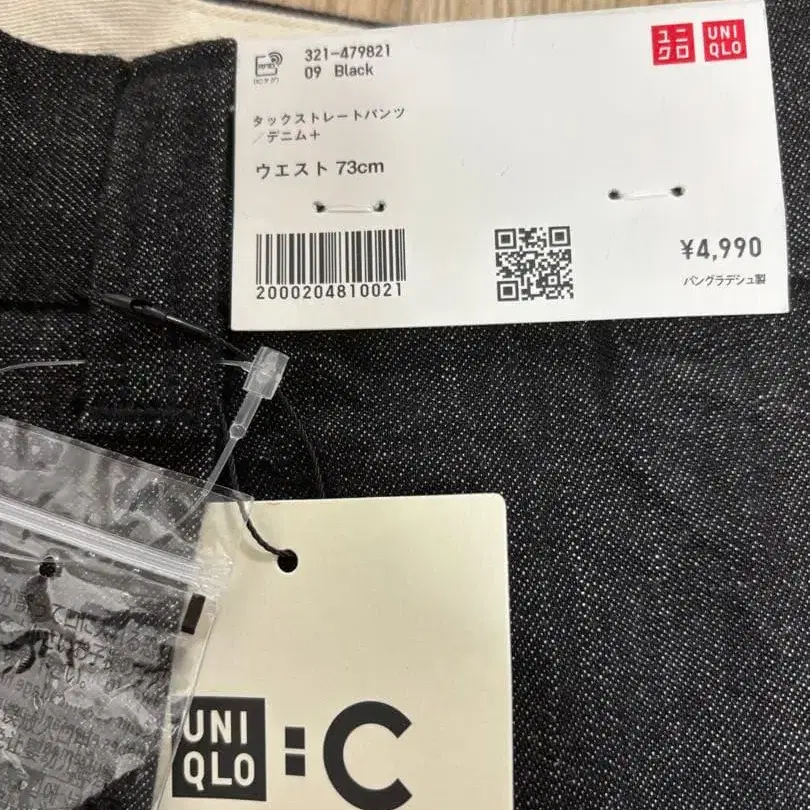 321-479821
09 Black
タックストレートパンツ
／デニム＋
ウエスト 73cm
2000204810021
ユニ
クロ
UNI
QLO
¥4,990
バングラデシュ製
UNI
QLO
:C